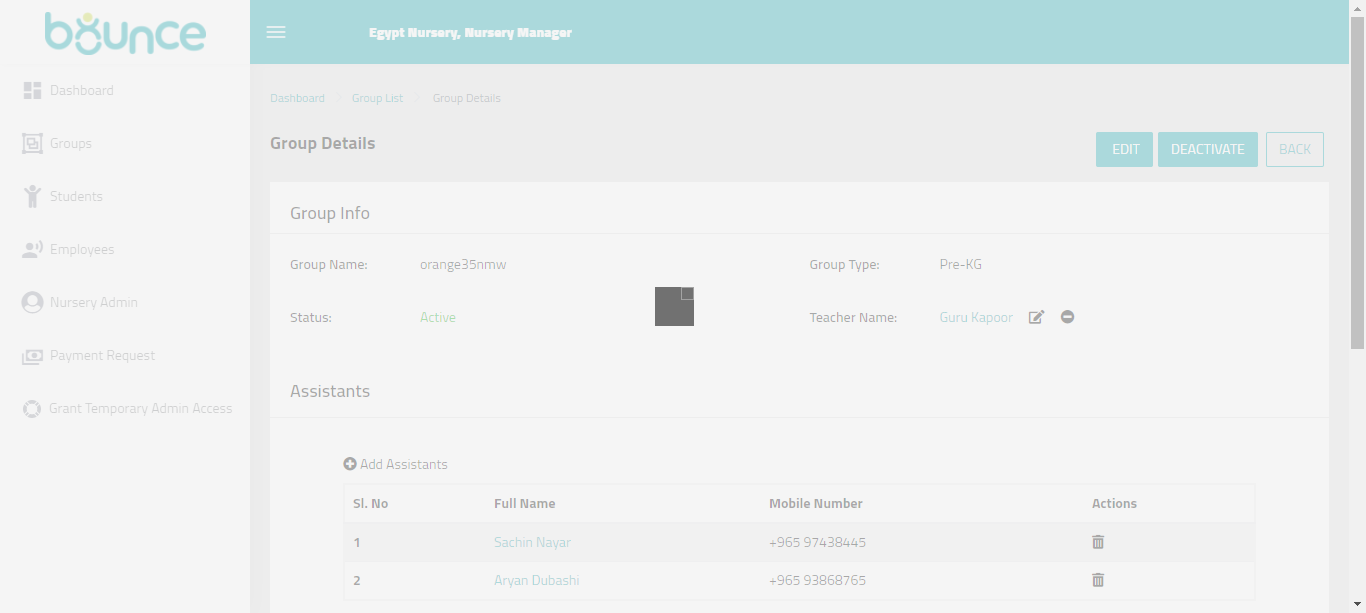 bounce
Egypt Nursery, Nursery Manager
Dashboard
Groups
Students
Employees
Nursery Admin
Payment Request
Grant Temporary Admin Access
Dashboard Group List Group Details
Group Details
EDIT DEACTIVATE BACK
Group Info
Group Name: orange35nmw Group Type: Pre-KG
Status: Active Teacher Name: Guru Kapoor
Assistants
Add Assistants
Sl. No Full Name Mobile Number Actions
1 Sachin Nayar +965 97438445
2 Aryan Dubashi +965 93868765